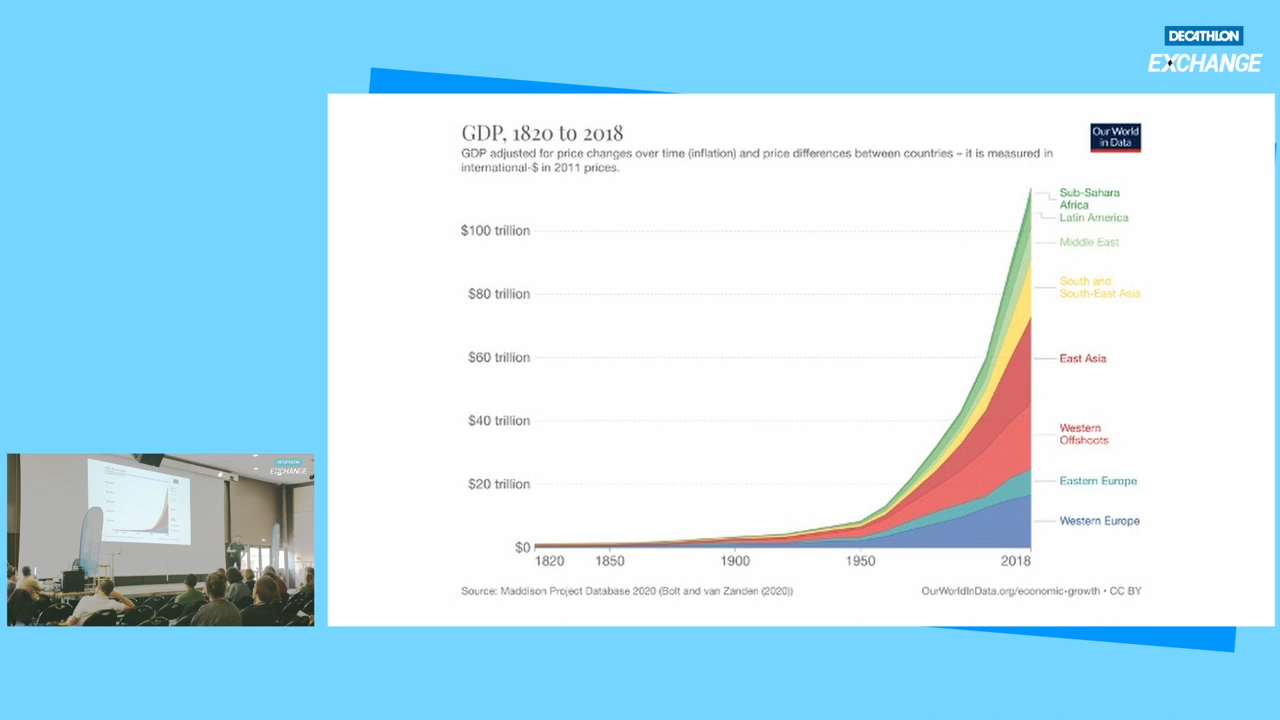 DECATHLON
EXCHANGE
GDP, 1820 to 2018
GDP adjusted for price changes over time (inflation) and price differences between countries – it is measured in
international-$ in 2011 prices.
Our World
in Data
$100 trillion
$80 trillion
$60 trillion
$40 trillion
$20 trillion
$0
1820
1850
1900
1950
2018
Sub-Sahara
Africa
Latin America
Middle East
South and
South-East Asia
East Asia
Western
Offshoots
Eastern Europe
Western Europe
Source: Maddison Project Database 2020 (Bolt and van Zanden (2020))
OurWorldInData.org/economic-growth • CC BY
DECATHLON
EXCHANGE